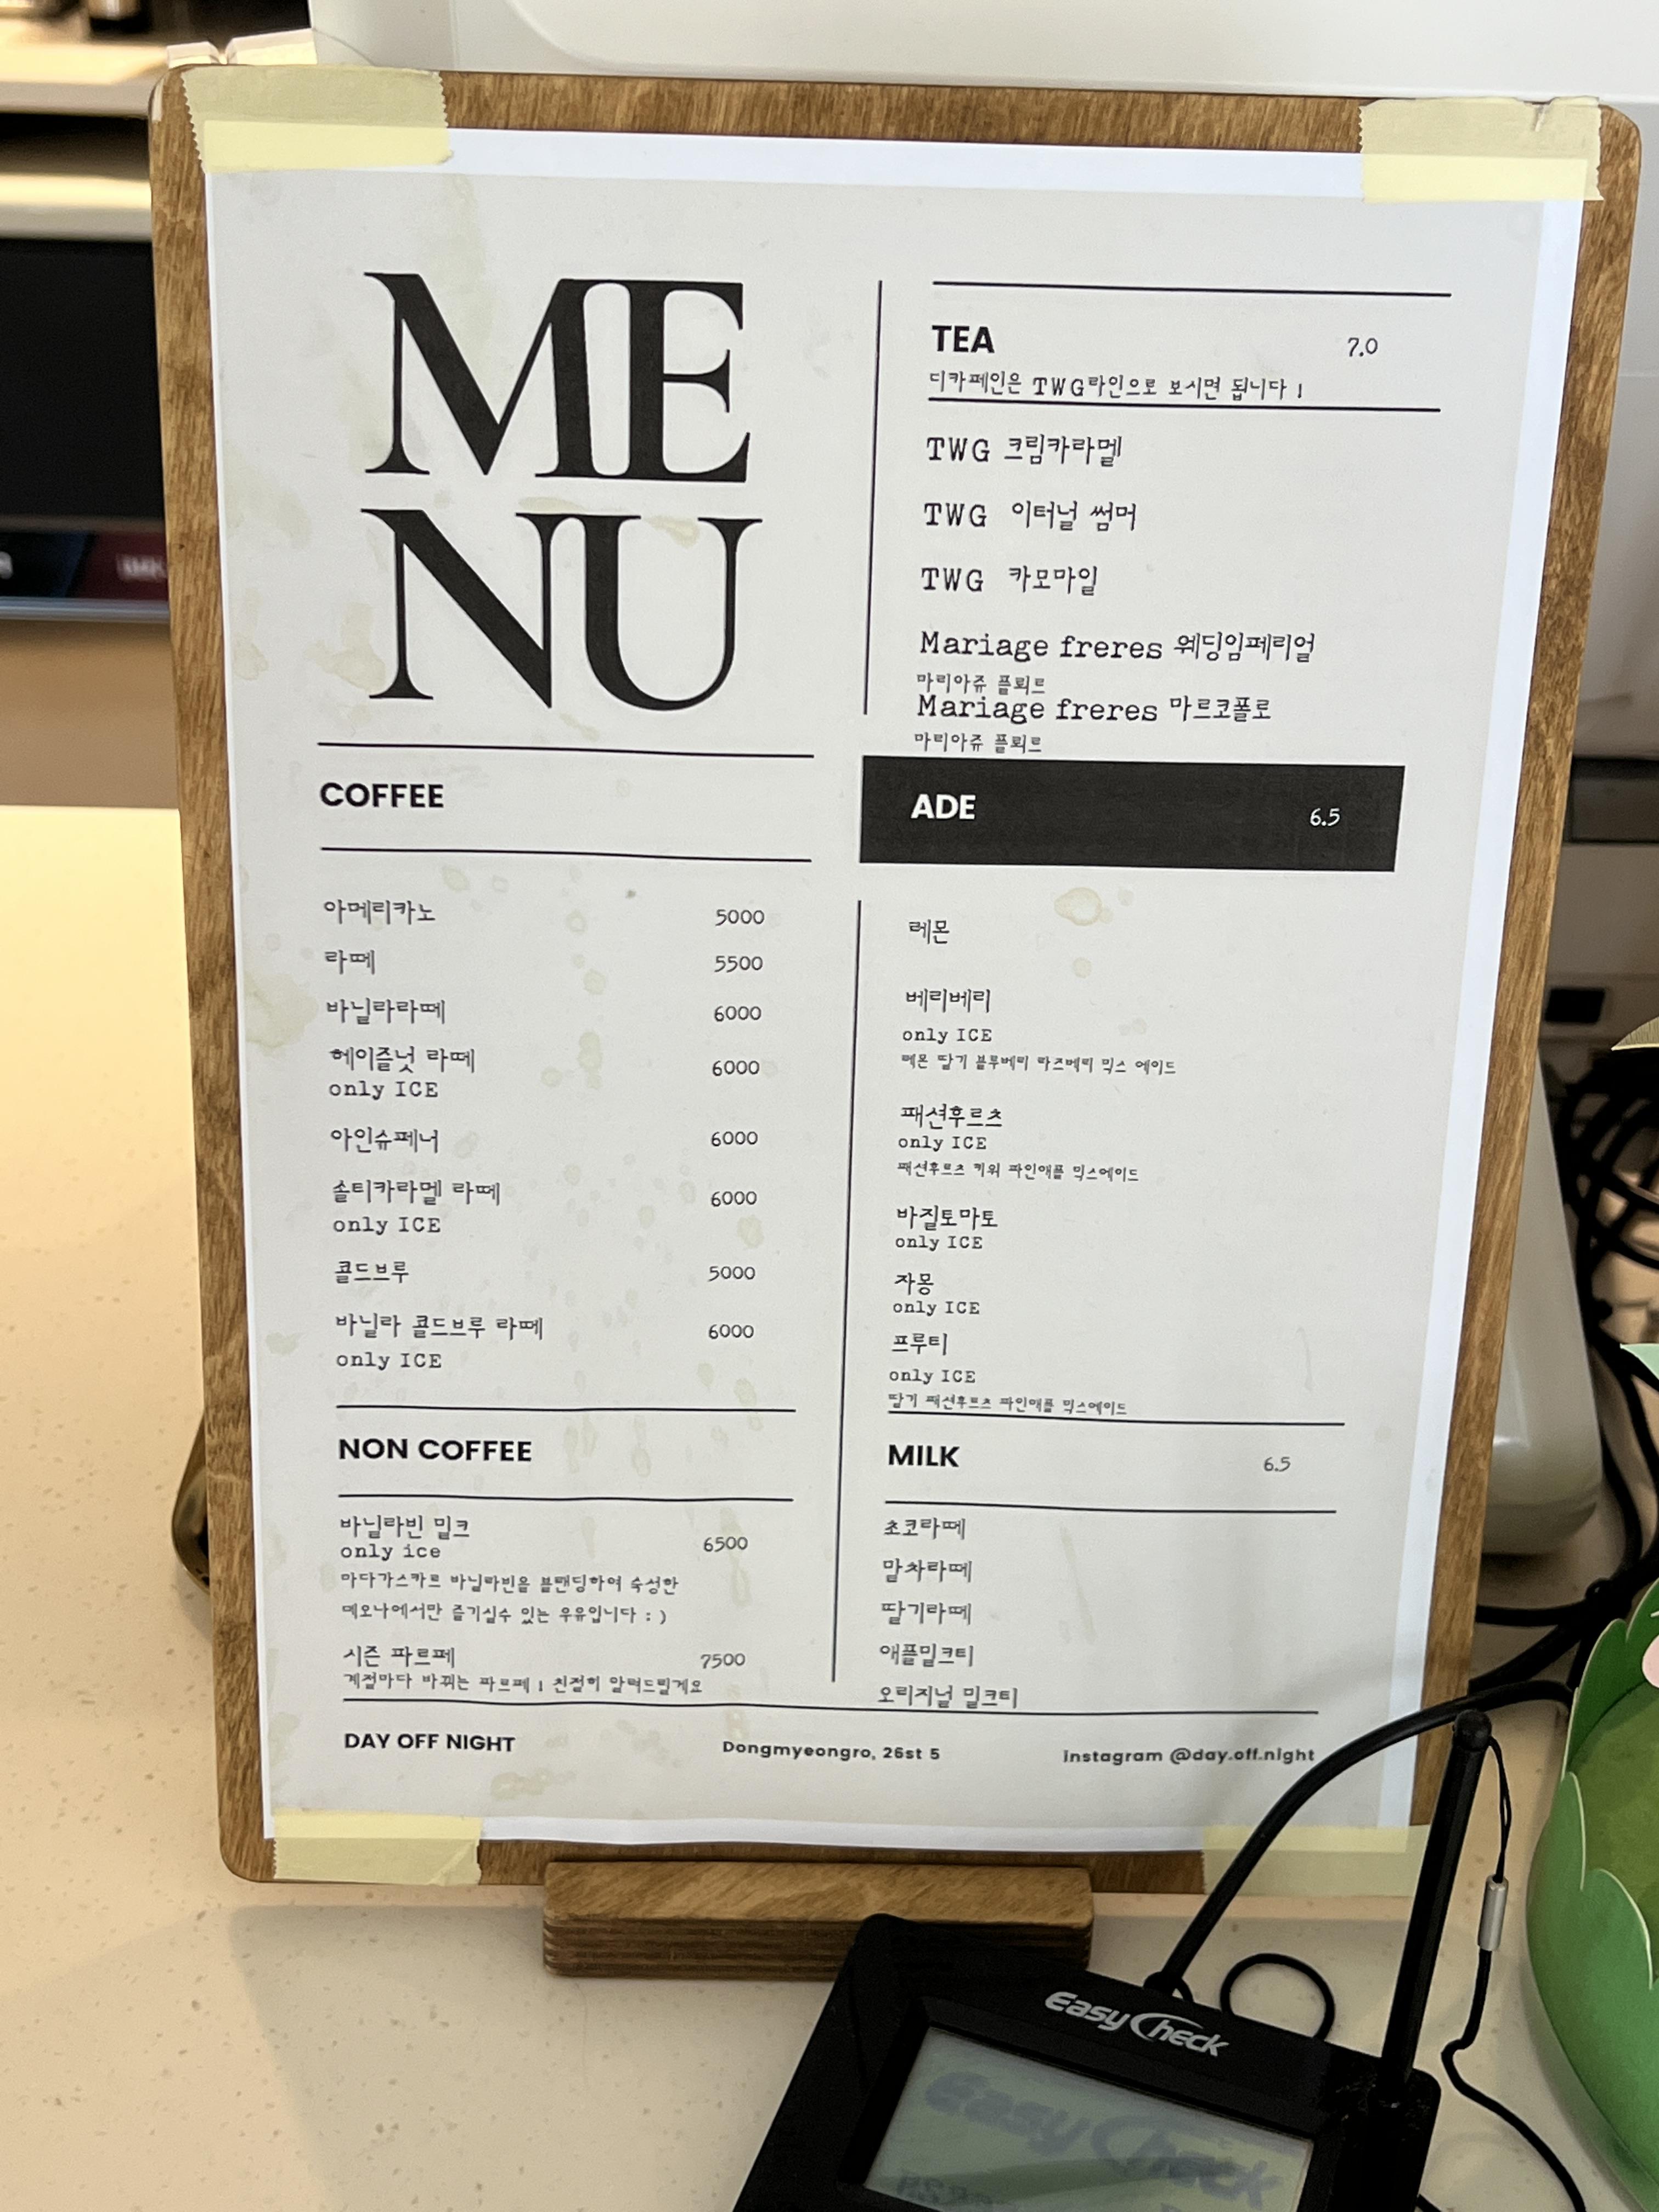 ME
NU
COFFEE
아메리카노 5000
라떼 5500
바닐라라떼 6000
헤이즐넛 라떼 6000
only ICE
아인슈페너 6000
솔티카라멜 라떼 6000
only ICE
콜드브루 5000
바닐라 콜드브루 라떼 6000
only ICE
NON COFFEE
바닐라빈 밀크 6500
only ice
마다가스카르 바닐라빈을 블랜딩하여 숙성한
데오나에서만 즐기실수 있는 우유입니다 : )
시즌 파르페 7500
계절마다 바뀌는 파르페 ! 친절히 알려드릴게요
TEA 7.0
디카페인은 TWG라인으로 보시면 됩니다 !
TWG 크림카라멜
TWG 이터널 썸머
TWG 카모마일
Mariage freres 웨딩임페리얼
마리아쥬 플뢰르
Mariage freres 마르코폴로
마리아쥬 플뢰르
ADE 6.5
레몬
베리베리
only ICE
레몬 딸기 블루베리 라즈베리 믹스 에이드
패션후르츠
only ICE
패션후르츠 키위 파인애플 믹스에이드
바질토마토
only ICE
자몽
only ICE
프루티
only ICE
딸기 패션후르츠 파인애플 믹스에이드
MILK 6.5
초코라떼
말차라떼
딸기라떼
애플밀크티
오리지널 밀크티
DAY OFF NIGHT Dongmyeongro, 26st 5 instagram @day.off.night
EasyCheck
EasyCheck